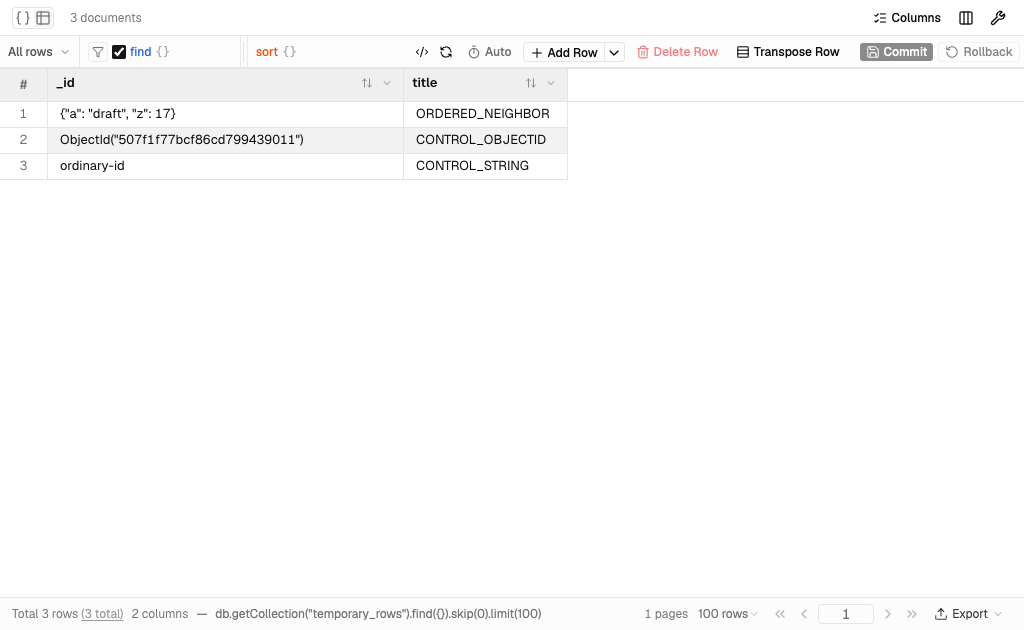 { } 3 documents Columns
All rows find {} sort {} </> Auto + Add Row Delete Row Transpose Row Commit Rollback
# _id title
1 {"a": "draft", "z": 17} ORDERED_NEIGHBOR
2 ObjectId("507f1f77bcf86cd799439011") CONTROL_OBJECTID
3 ordinary-id CONTROL_STRING
Total 3 rows (3 total) 2 columns — db.getCollection("temporary_rows").find({}).skip(0).limit(100) 1 pages 100 rows 1 Export